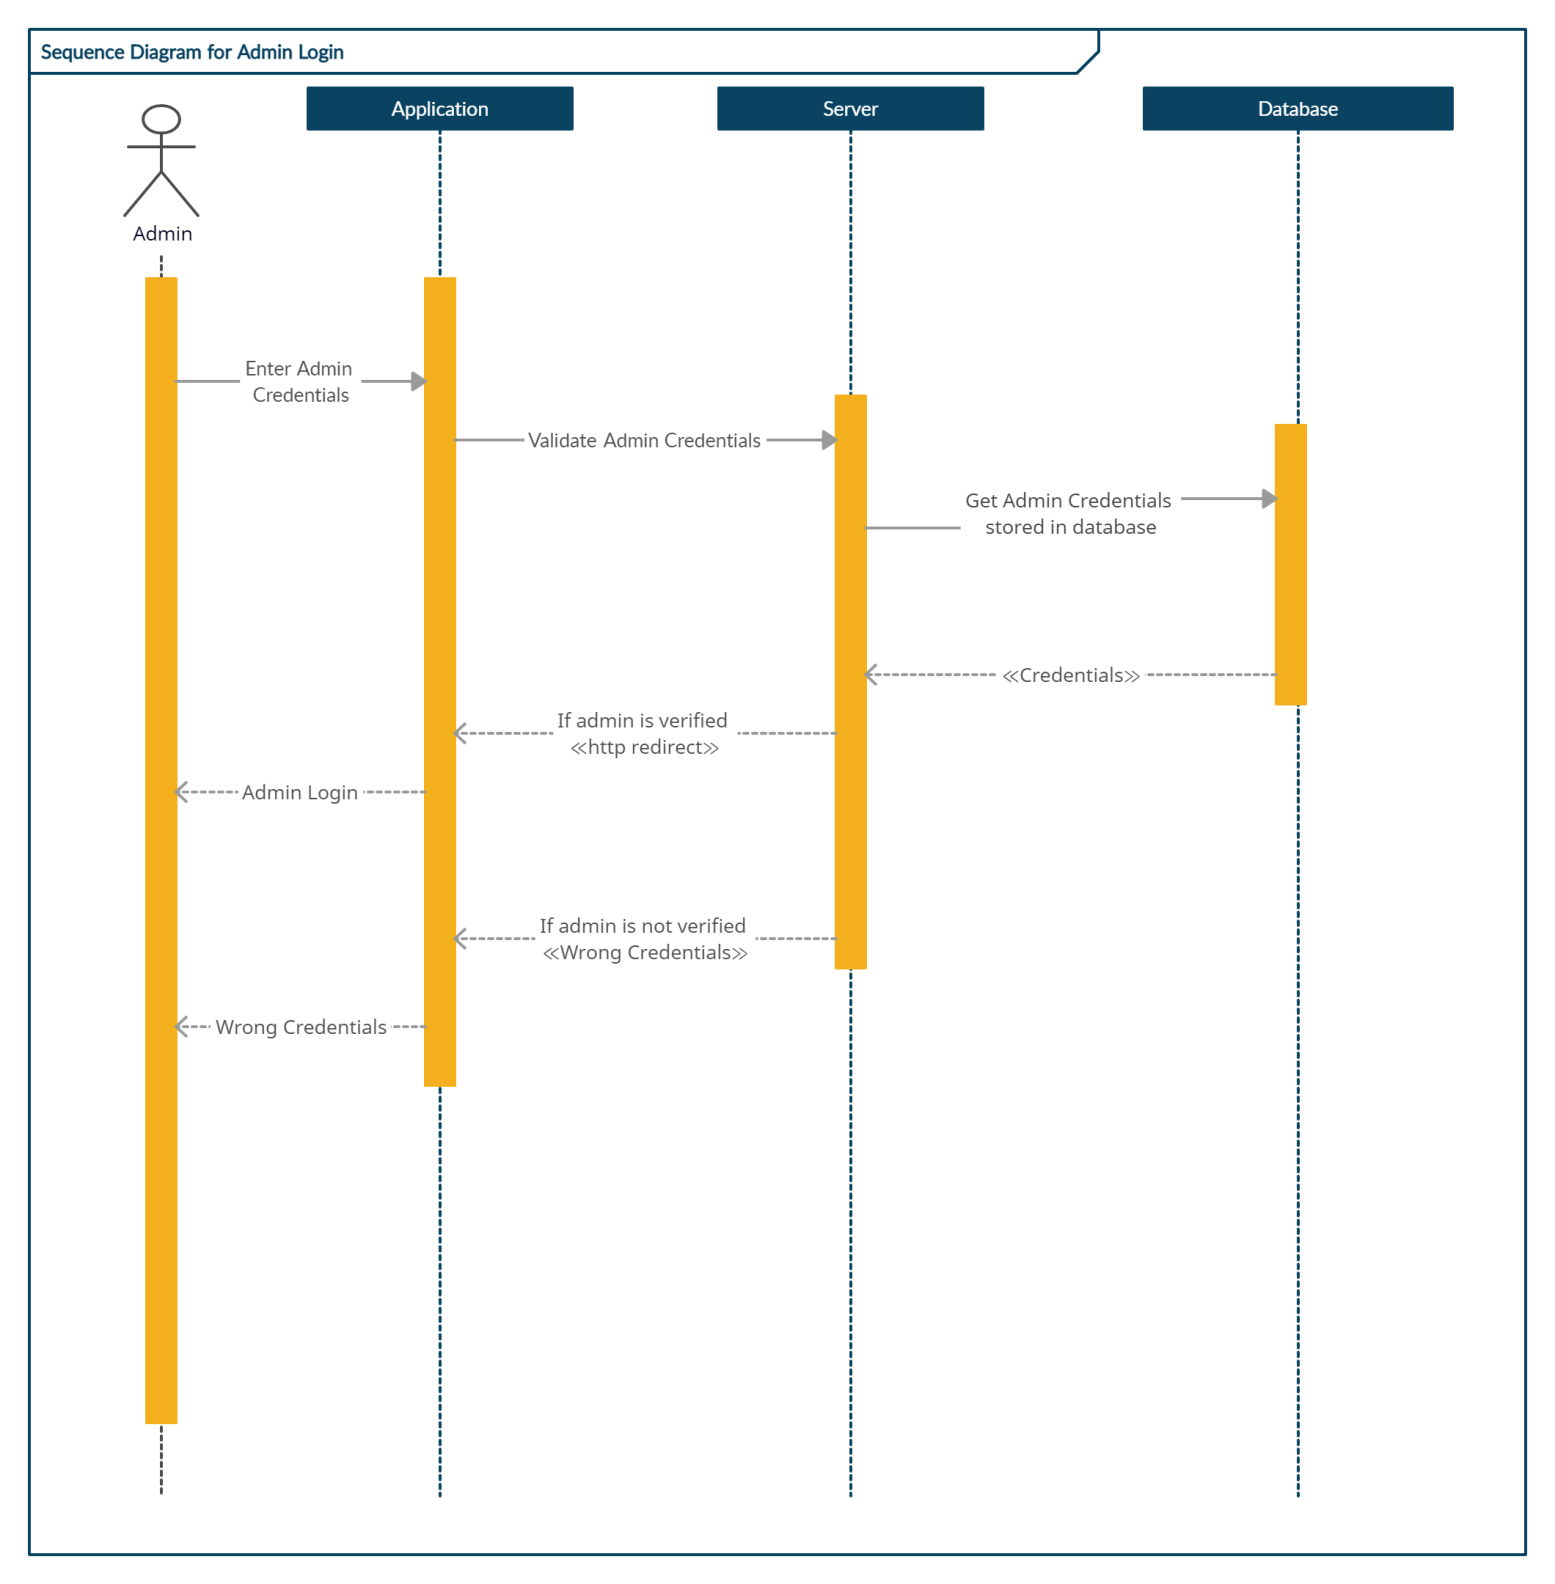 Sequence Diagram for Admin Login
Application
Server
Database
Admin
Enter Admin
Credentials
Validate Admin Credentials
Get Admin Credentials
stored in database
≪Credentials≫
If admin is verified
≪http redirect≫
Admin Login
If admin is not verified
≪Wrong Credentials≫
Wrong Credentials